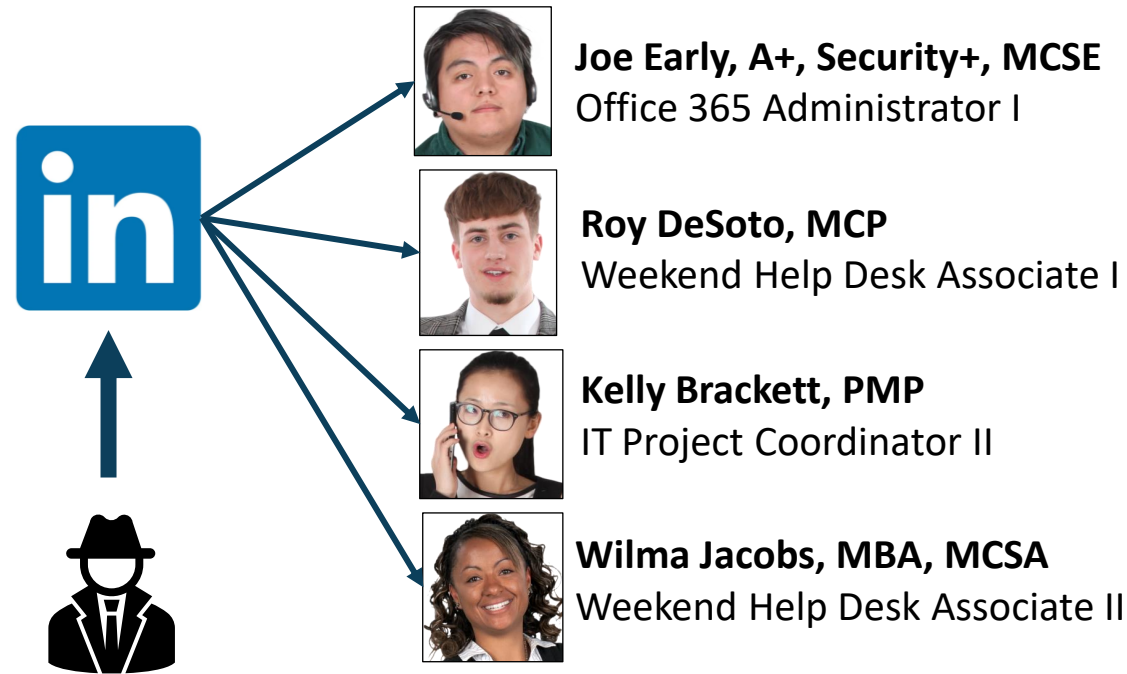 in
Joe Early, A+, Security+, MCSE
Office 365 Administrator I
Roy DeSoto, MCP
Weekend Help Desk Associate I
Kelly Brackett, PMP
IT Project Coordinator II
Wilma Jacobs, MBA, MCSA
Weekend Help Desk Associate II